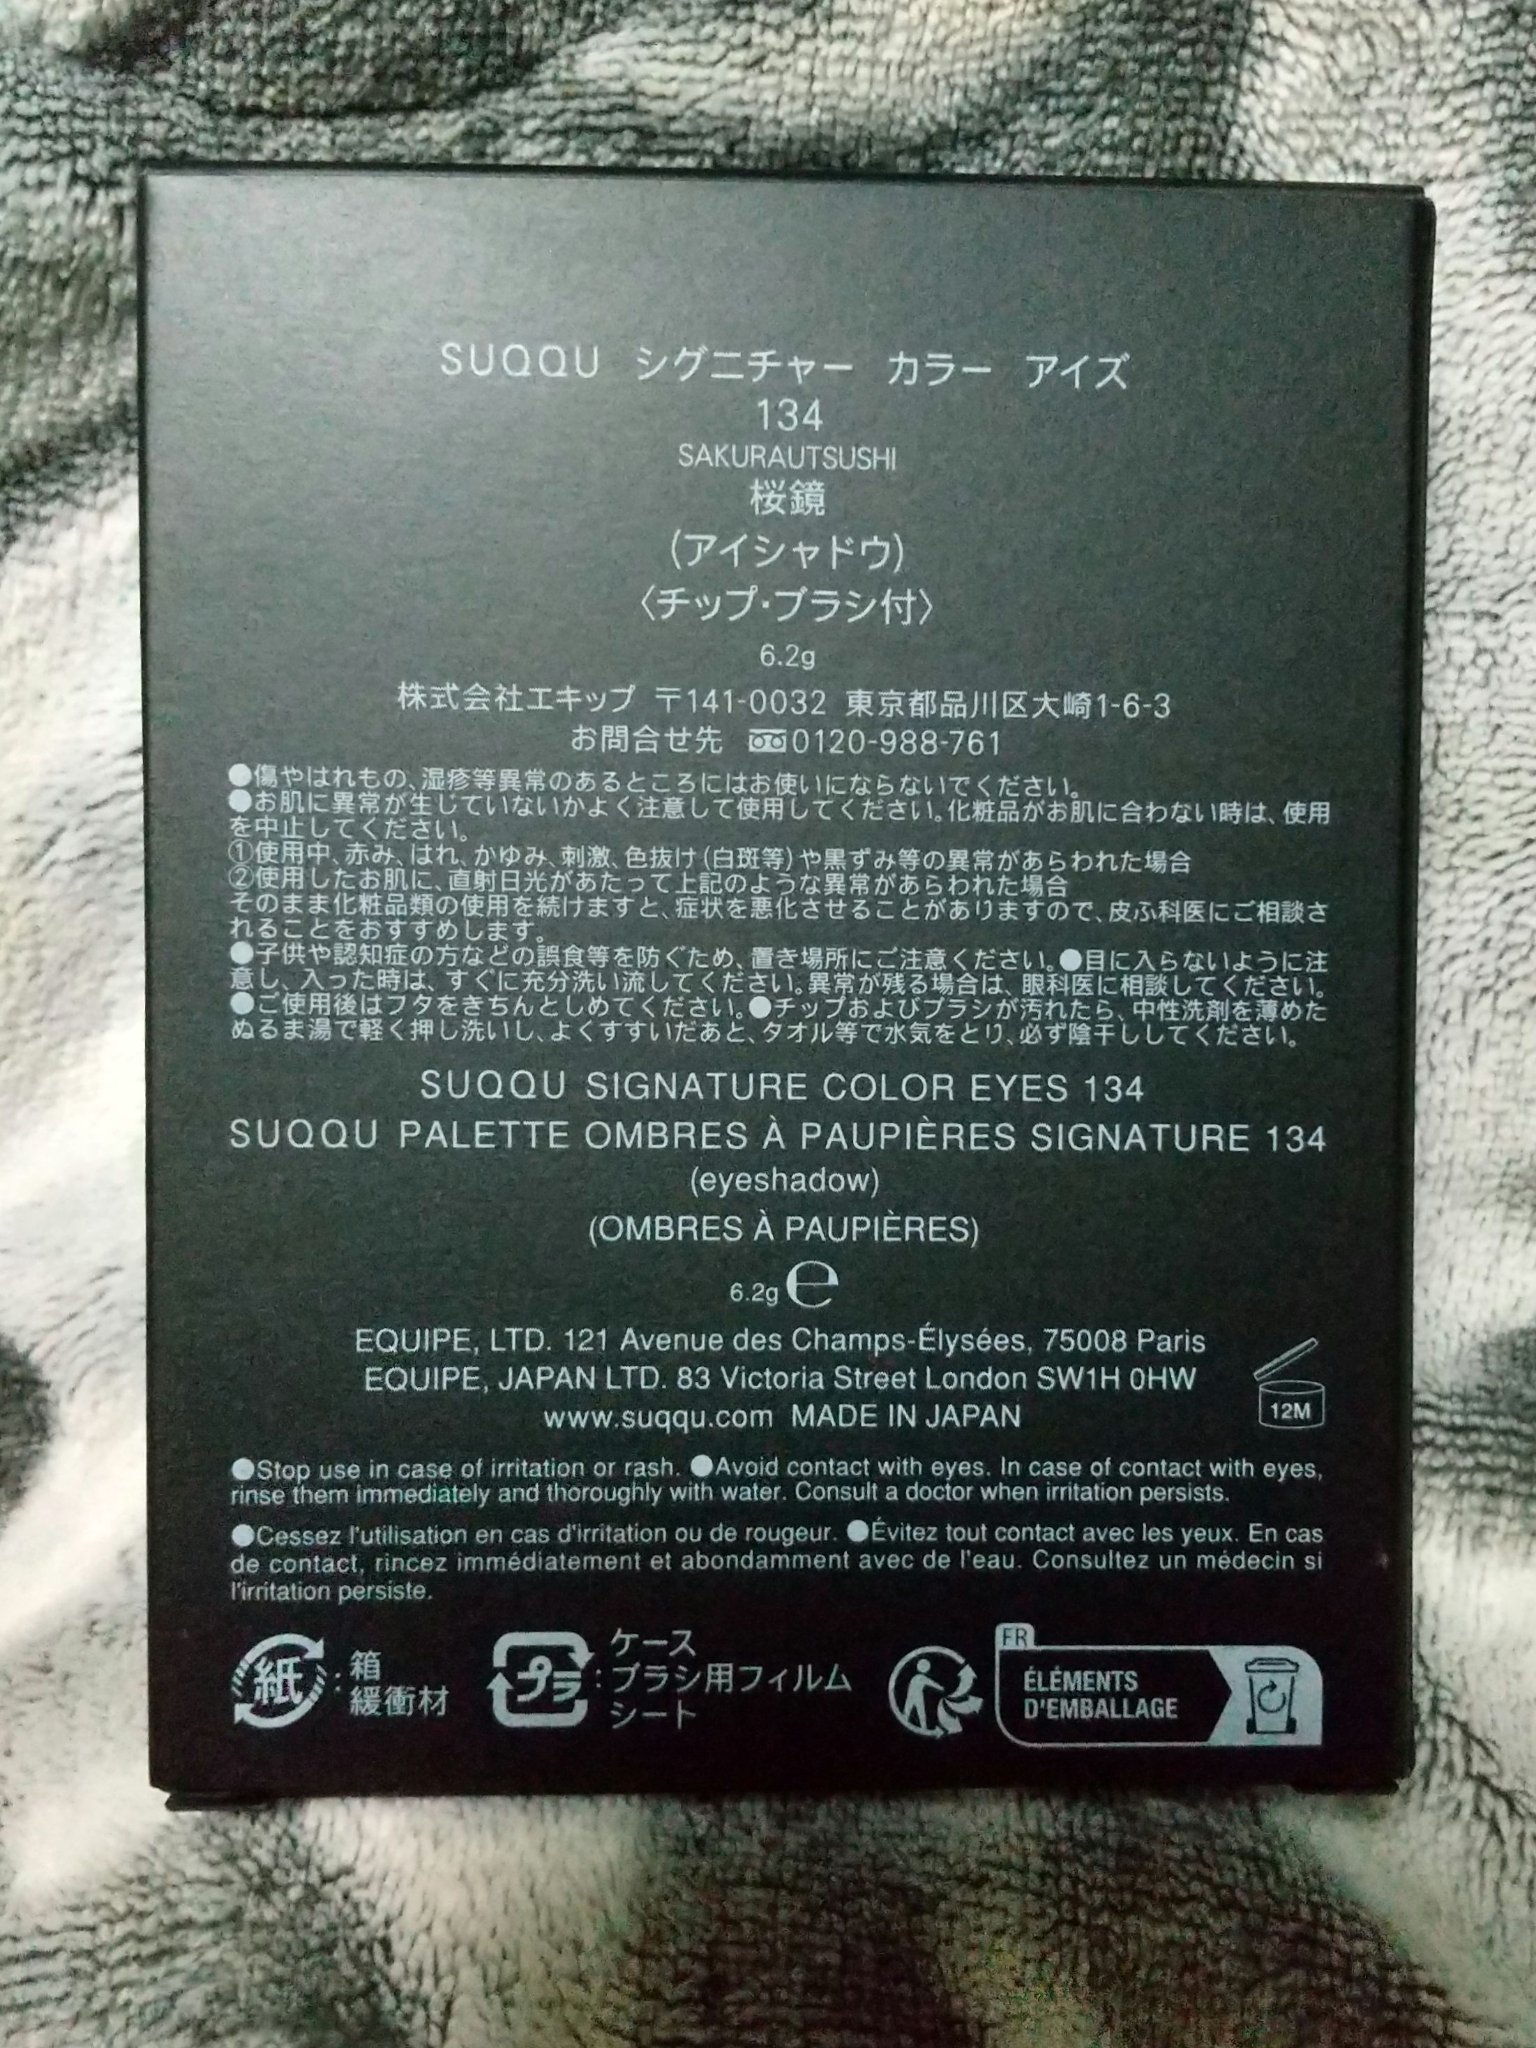 SUQQU シグニチャー カラー アイズ
134
SAKURAUTSUSHI
桜鏡
(アイシャドウ)
〈チップ・ブラシ付〉
6.2g
株式会社エキップ 〒141-0032 東京都品川区大崎1-6-3
お問合せ先 0120-988-761
●傷やはれもの、湿疹等異常のあるところにはお使いにならないでください。
●お肌に異常が生じていないかよく注意して使用してください。化粧品がお肌に合わない時は、使用
を中止してください。
①使用中、赤み、はれ、かゆみ、刺激、色抜け(白斑等)や黒ずみ等の異常があらわれた場合
②使用したお肌に、直射日光があたって上記のような異常があらわれた場合
そのまま化粧品類の使用を続けますと、症状を悪化させることがありますので、皮ふ科医にご相談さ
れることをおすすめします。
●子供や認知症の方などの誤食等を防ぐため、置き場所にご注意ください。●目に入らないように注
意し、入った時は、すぐに充分洗い流してください。異常が残る場合は、眼科医に相談してください。
●ご使用後はフタをきちんとしめてください。●チップおよびブラシが汚れたら、中性洗剤を薄めた
ぬるま湯で軽く押し洗いし、よくすすいだあと、タオル等で水気をとり、必ず陰干ししてください。
SUQQU SIGNATURE COLOR EYES 134
SUQQU PALETTE OMBRES À PAUPIÈRES SIGNATURE 134
(eyeshadow)
(OMBRES À PAUPIÈRES)
6.2g ℮
EQUIPE, LTD. 121 Avenue des Champs-Élysées, 75008 Paris
EQUIPE, JAPAN LTD. 83 Victoria Street London SW1H 0HW
www.suqqu.com MADE IN JAPAN
12M
●Stop use in case of irritation or rash. ●Avoid contact with eyes. In case of contact with eyes,
rinse them immediately and thoroughly with water. Consult a doctor when irritation persists.
●Cessez l'utilisation en cas d'irritation ou de rougeur. ●Évitez tout contact avec les yeux. En cas
de contact, rincez immédiatement et abondamment avec de l'eau. Consultez un médecin si
l'irritation persiste.
紙:箱
緩衝材
プラ:ケース
ブラシ用フィルム
シート
FR
ÉLÉMENTS
D'EMBALLAGE